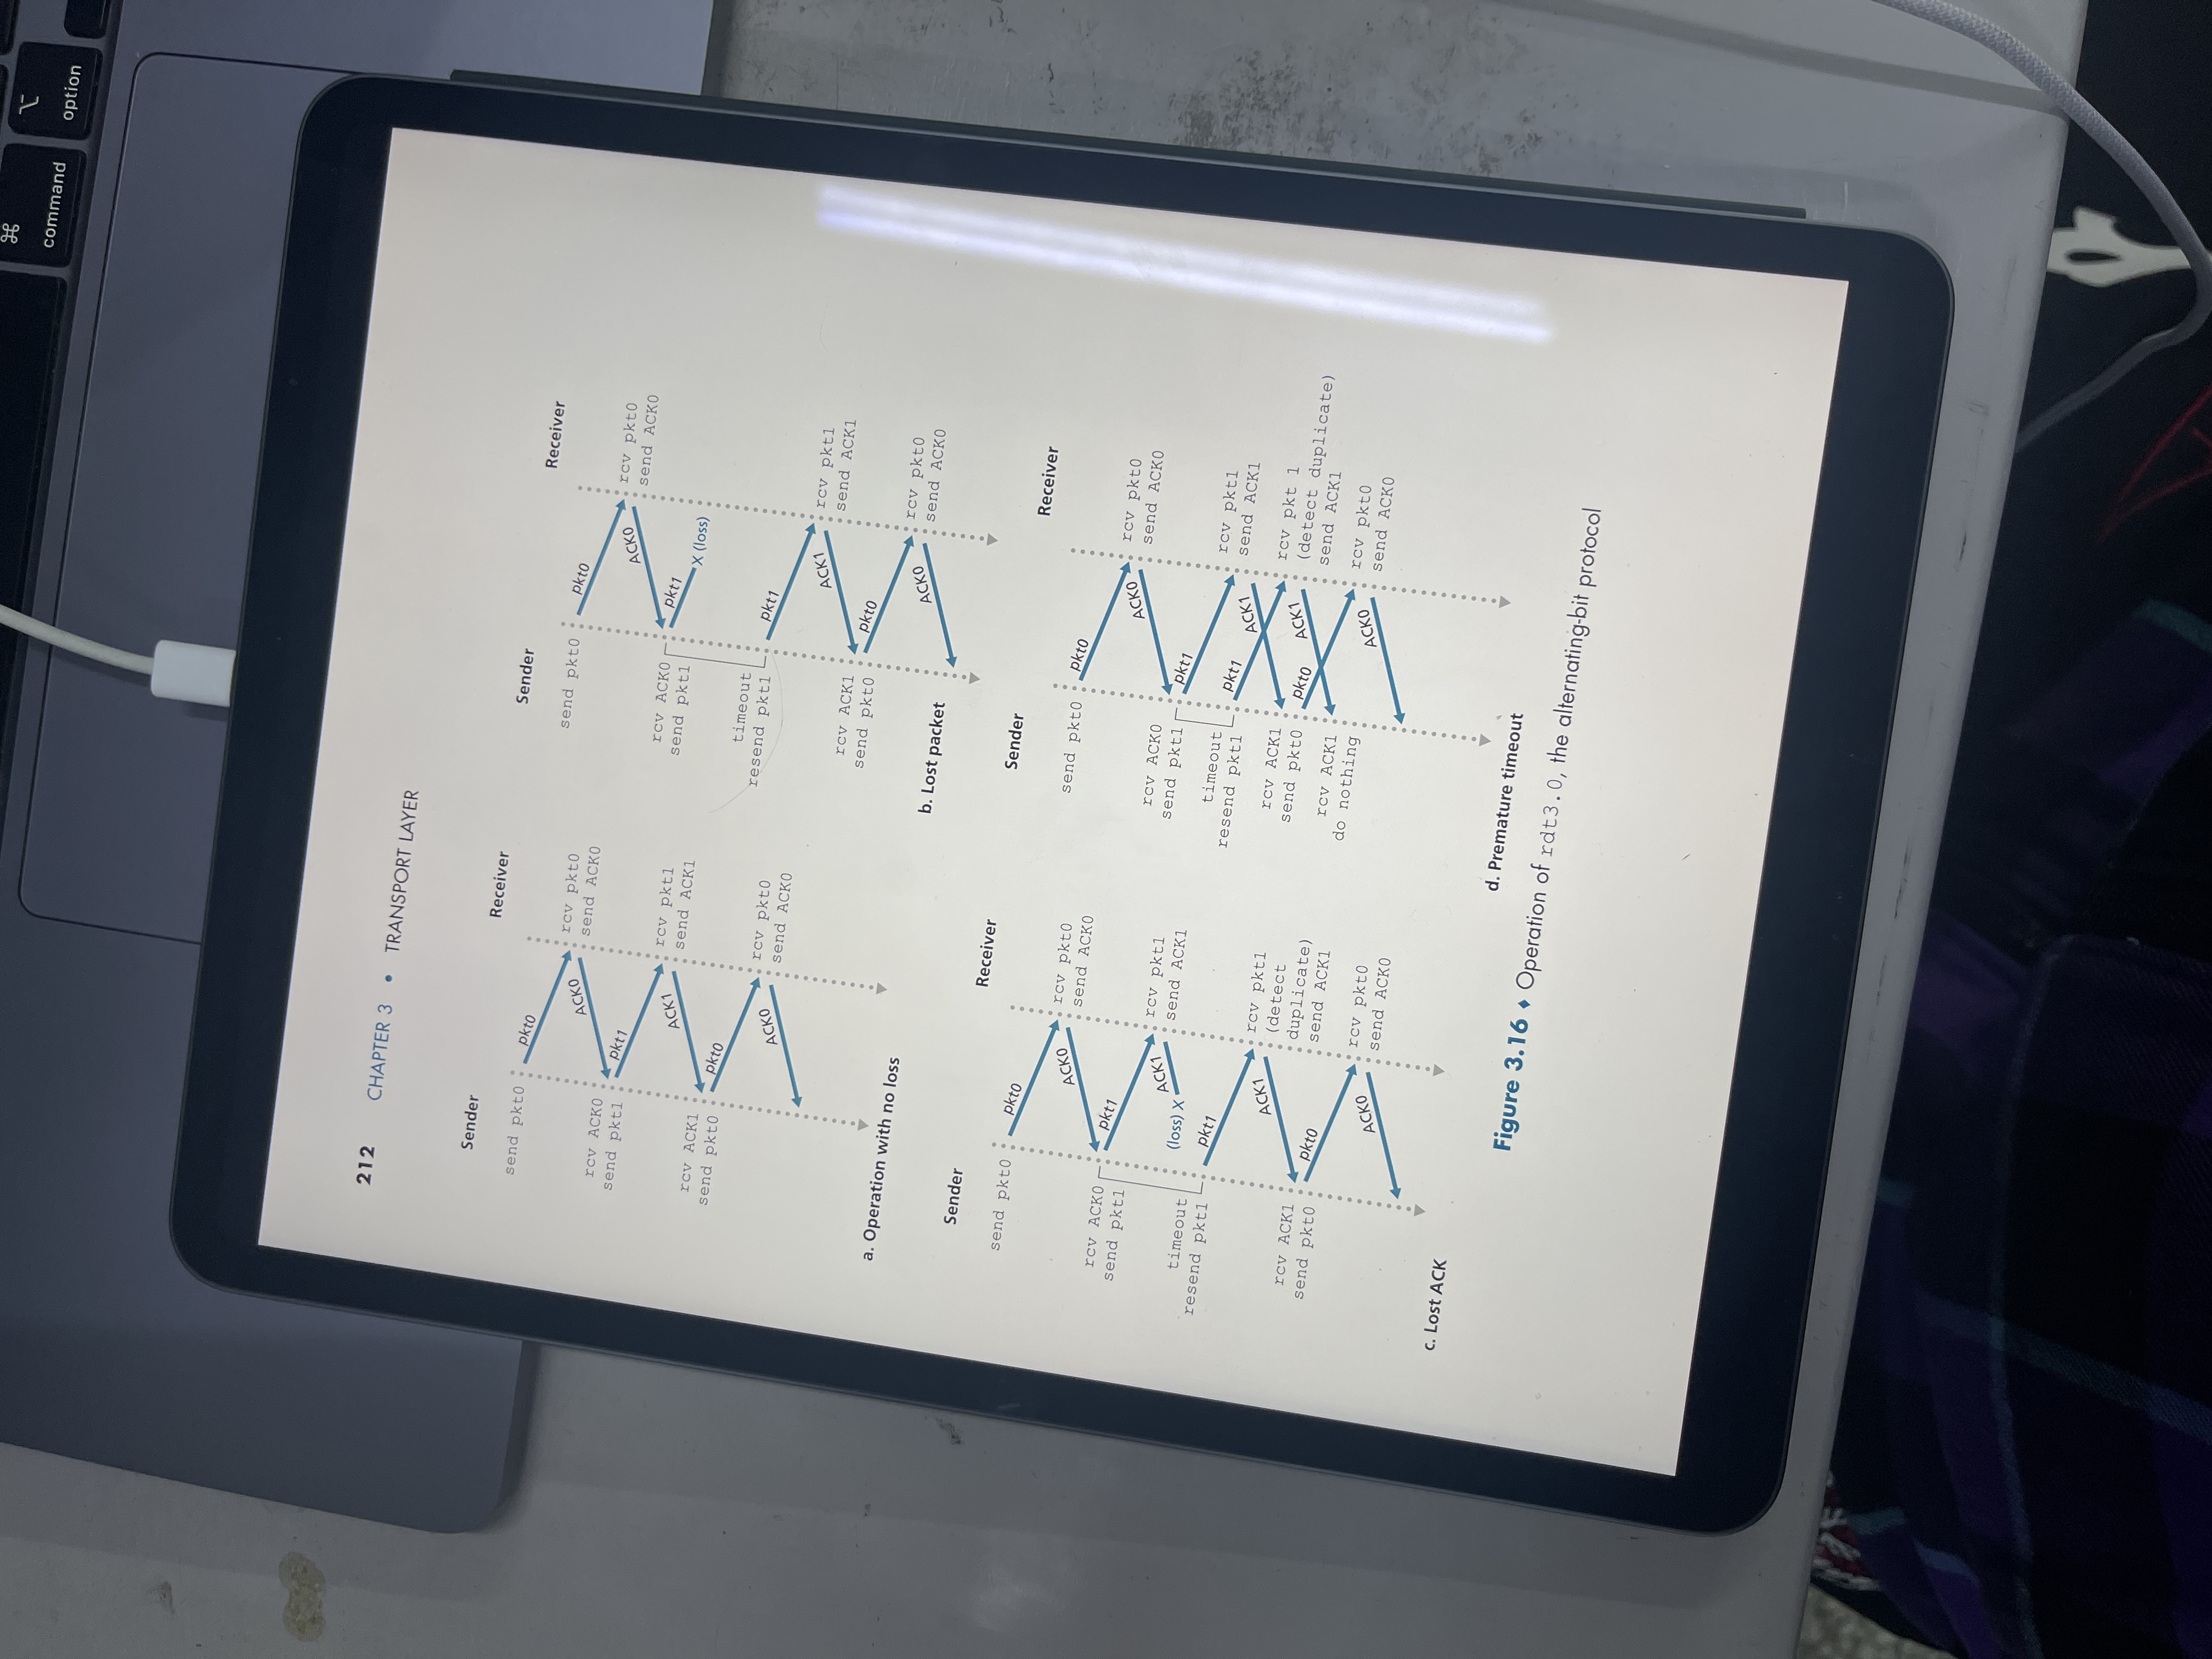 ⌘
command
⌥
option
212 CHAPTER 3 • TRANSPORT LAYER
Sender
Receiver
send pkt0
pkt0
rcv pkt0
send ACK0
ACK0
rcv ACK0
send pkt1
pkt1
rcv pkt1
send ACK1
ACK1
rcv ACK1
send pkt0
pkt0
rcv pkt0
send ACK0
ACK0
a. Operation with no loss
Sender
Receiver
send pkt0
pkt0
rcv pkt0
send ACK0
ACK0
rcv ACK0
send pkt1
pkt1
X (loss)
timeout
resend pkt1
pkt1
rcv pkt1
send ACK1
ACK1
rcv ACK1
send pkt0
pkt0
rcv pkt0
send ACK0
ACK0
b. Lost packet
Sender
Receiver
send pkt0
pkt0
rcv pkt0
send ACK0
ACK0
rcv ACK0
send pkt1
pkt1
rcv pkt1
send ACK1
ACK1
(loss) X
timeout
resend pkt1
pkt1
rcv pkt1
(detect
duplicate)
send ACK1
ACK1
rcv ACK1
send pkt0
pkt0
rcv pkt0
send ACK0
ACK0
c. Lost ACK
Sender
Receiver
send pkt0
pkt0
rcv pkt0
send ACK0
ACK0
rcv ACK0
send pkt1
pkt1
rcv pkt1
send ACK1
timeout
resend pkt1
pkt1
ACK1
rcv ACK1
send pkt0
pkt0
rcv pkt 1
(detect duplicate)
send ACK1
ACK1
rcv ACK1
do nothing
rcv pkt0
send ACK0
ACK0
d. Premature timeout
Figure 3.16 ♦ Operation of rdt3.0, the alternating-bit protocol